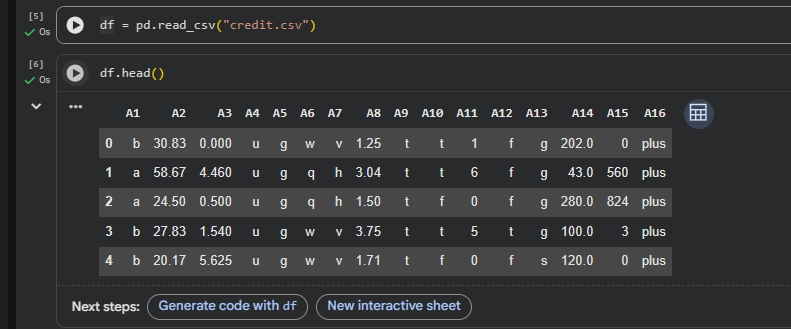 [5]
0s
df = pd.read_csv("credit.csv")
[6]
0s
df.head()
A1 A2 A3 A4 A5 A6 A7 A8 A9 A10 A11 A12 A13 A14 A15 A16
0 b 30.83 0.000 u g w v 1.25 t t 1 f g 202.0 0 plus
1 a 58.67 4.460 u g q h 3.04 t t 6 f g 43.0 560 plus
2 a 24.50 0.500 u g q h 1.50 t f 0 f g 280.0 824 plus
3 b 27.83 1.540 u g w v 3.75 t t 5 t g 100.0 3 plus
4 b 20.17 5.625 u g w v 1.71 t f 0 f s 120.0 0 plus
Next steps: Generate code with df New interactive sheet